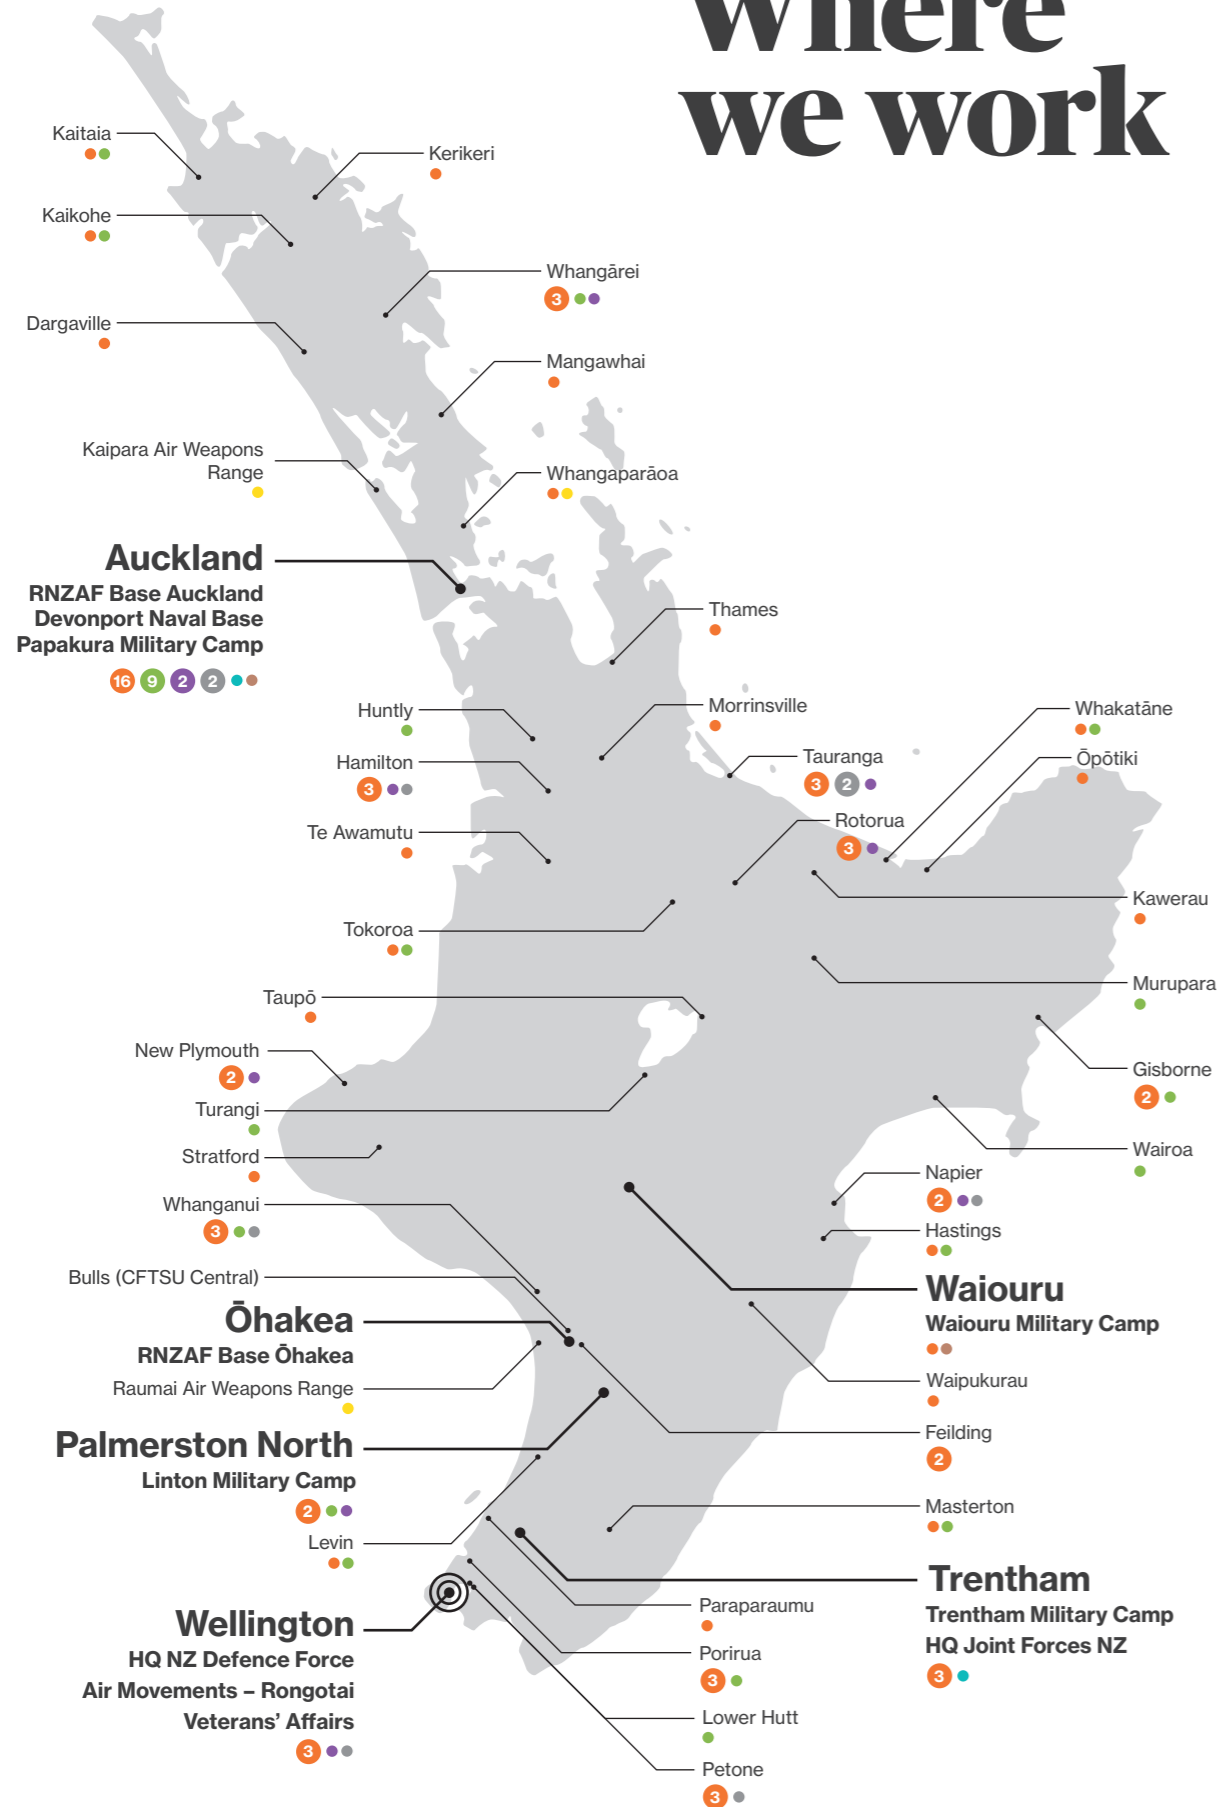 Where
we work
Kaitaia
Kerikeri
Kaikohe
Whangārei
3
Dargaville
Mangawhai
Kaipara Air Weapons
Range
Whangaparāoa
Auckland
RNZAF Base Auckland
Devonport Naval Base
Papakura Military Camp
16 9 2 2
Thames
Huntly
Morrinsville
Whakatāne
Hamilton
3
Tauranga
3 2
Ōpōtiki
Te Awamutu
Rotorua
3
Kawerau
Tokoroa
Murupara
Taupō
New Plymouth
2
Gisborne
2
Turangi
Stratford
Wairoa
Whanganui
3
Napier
2
Hastings
Bulls (CFTSU Central)
Waiouru
Waiouru Military Camp
Ōhakea
RNZAF Base Ōhakea
Raumai Air Weapons Range
Waipukurau
Palmerston North
Linton Military Camp
2
Feilding
2
Levin
Masterton
Trentham
Trentham Military Camp
HQ Joint Forces NZ
3
Wellington
HQ NZ Defence Force
Air Movements – Rongotai
Veterans’ Affairs
3
Paraparaumu
Porirua
3
Lower Hutt
Petone
3